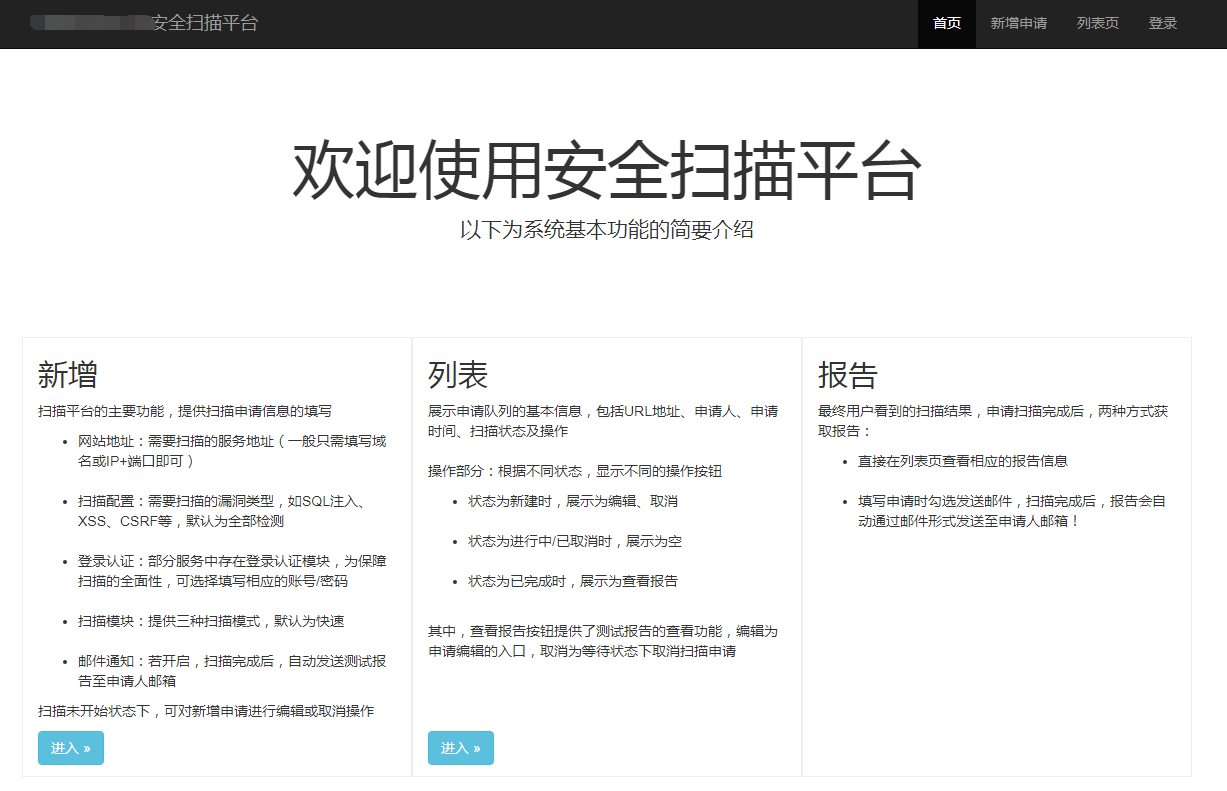 安全扫描平台
首页 新增申请 列表页 登录
欢迎使用安全扫描平台
以下为系统基本功能的简要介绍
新增
扫描平台的主要功能，提供扫描申请信息的填写
• 网站地址：需要扫描的服务地址（一般只需填写域
名或IP+端口即可）
• 扫描配置：需要扫描的漏洞类型，如SQL注入、
XSS、CSRF等，默认为全部检测
• 登录认证：部分服务中存在登录认证模块，为保障
扫描的全面性，可选择填写相应的账号/密码
• 扫描模块：提供三种扫描模式，默认为快速
• 邮件通知：若开启，扫描完成后，自动发送测试报
告至申请人邮箱
扫描未开始状态下，可对新增申请进行编辑或取消操作
进入 »
列表
展示申请队列的基本信息，包括URL地址、申请人、申请
时间、扫描状态及操作
操作部分：根据不同状态，显示不同的操作按钮
• 状态为新建时，展示为编辑、取消
• 状态为进行中/已取消时，展示为空
• 状态为已完成时，展示为查看报告
其中，查看报告按钮提供了测试报告的查看功能，编辑为
申请编辑的入口，取消为等待状态下取消扫描申请
进入 »
报告
最终用户看到的扫描结果，申请扫描完成后，两种方式获
取报告：
• 直接在列表页查看相应的报告信息
• 填写申请时勾选发送邮件，扫描完成后，报告会自
动通过邮件形式发送至申请人邮箱！